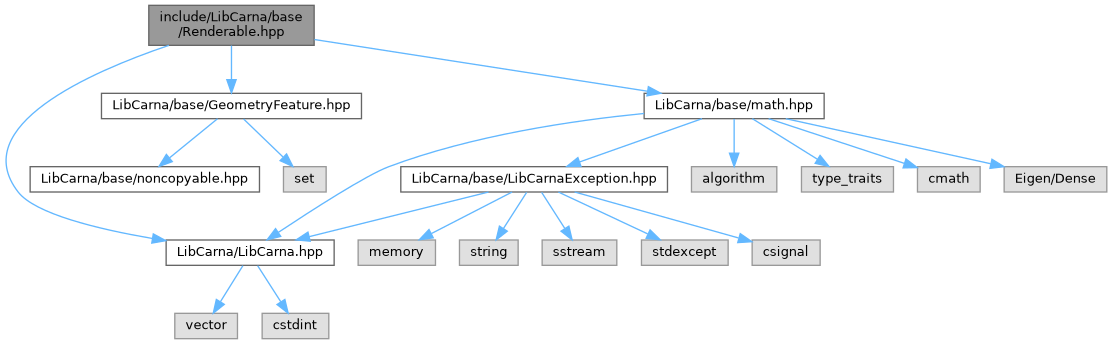 include/LibCarna/base
/Renderable.hpp
LibCarna/base/GeometryFeature.hpp
LibCarna/base/math.hpp
LibCarna/base/noncopyable.hpp
set
LibCarna/base/LibCarnaException.hpp
algorithm
type_traits
cmath
Eigen/Dense
LibCarna/LibCarna.hpp
memory
string
sstream
stdexcept
csignal
vector
cstdint